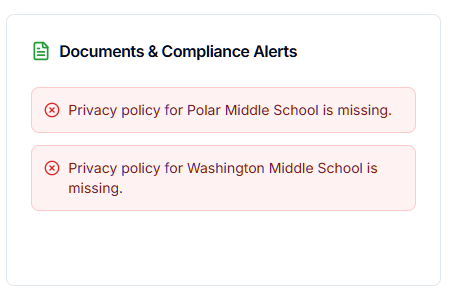 Documents & Compliance Alerts
Privacy policy for Polar Middle School is missing.
Privacy policy for Washington Middle School is
missing.